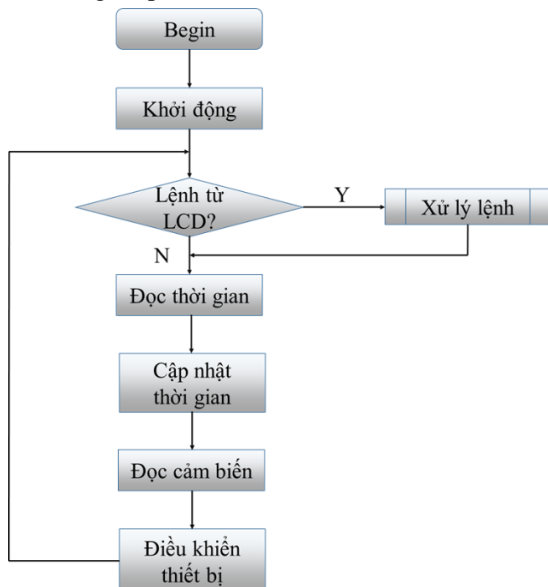 Begin
Khởi động
Lệnh từ
LCD?
Y
Xử lý lệnh
N
Đọc thời gian
Cập nhật
thời gian
Đọc cảm biến
Điều khiển
thiết bị